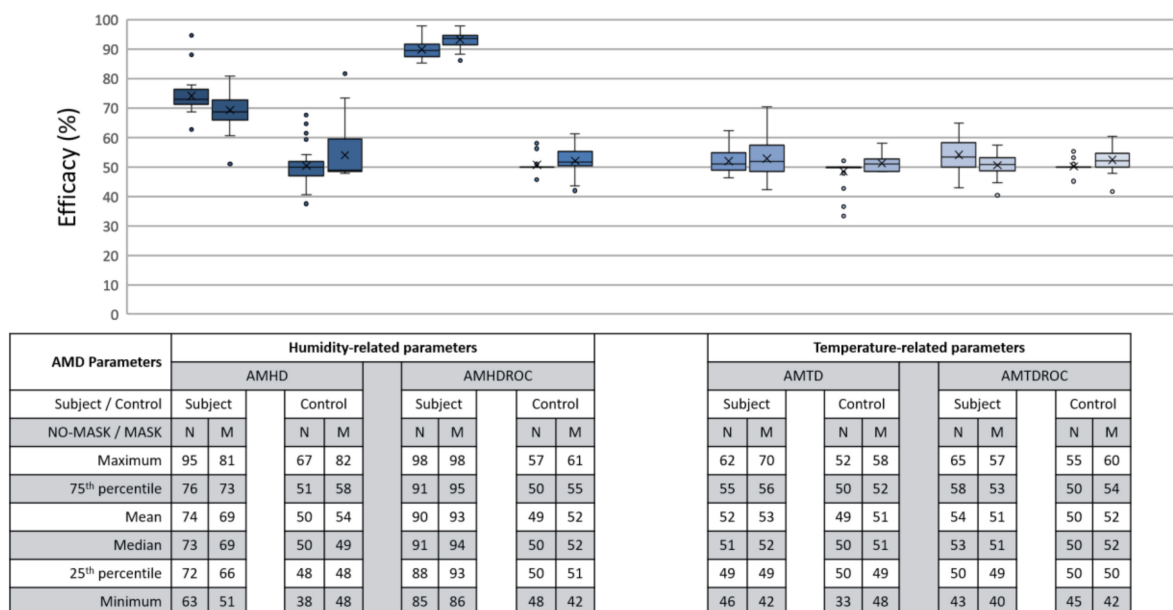 100
90
80
70
60
50
40
30
20
10
0
Efficacy (%)
AMD Parameters Humidity-related parameters Temperature-related parameters
AMHD AMHDROC AMTD AMTDROC
Subject / Control Subject Control Subject Control Subject Control Subject Control
NO-MASK / MASK N M N M N M N M N M N M N M N M
Maximum 95 81 67 82 98 98 57 61 62 70 52 58 65 57 55 60
75th percentile 76 73 51 58 91 95 50 55 55 56 50 52 58 53 50 54
Mean 74 69 50 54 90 93 49 52 52 53 49 51 54 51 50 52
Median 73 69 50 49 91 94 50 52 51 52 50 51 53 51 50 52
25th percentile 72 66 48 48 88 93 50 51 49 49 50 49 50 49 50 50
Minimum 63 51 38 48 85 86 48 42 46 42 33 48 43 40 45 42